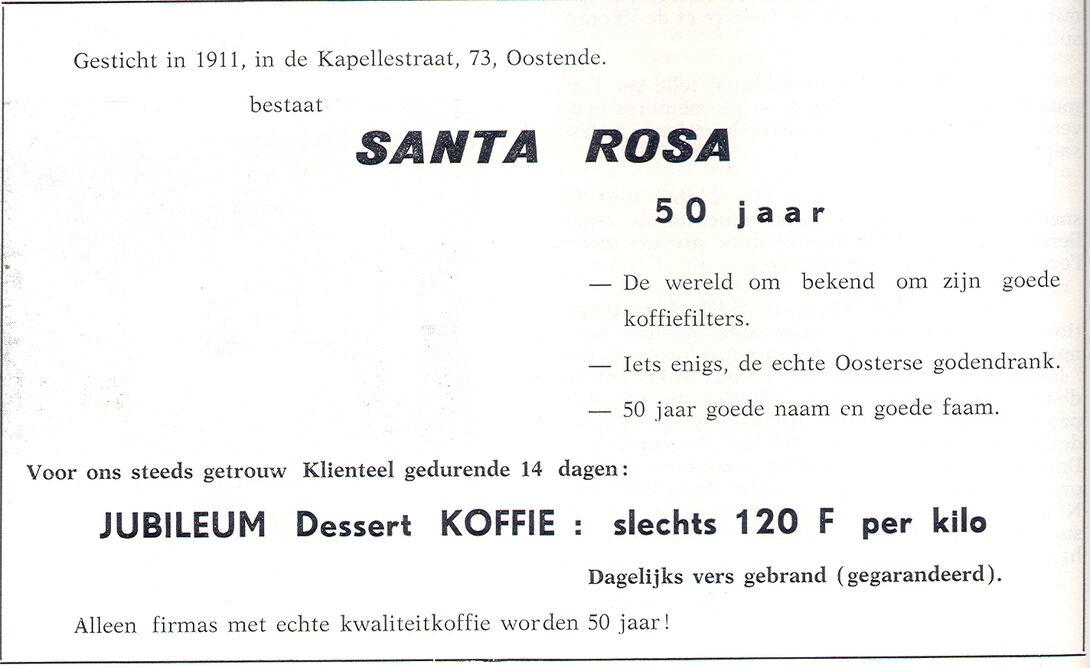 Gesticht in 1911, in de Kapellestraat, 73, Oostende.
bestaat
SANTA ROSA
50 jaar
— De wereld om bekend om zijn goede
koffiefilters.
— Iets enigs, de echte Oosterse godendrank.
— 50 jaar goede naam en goede faam.
Voor ons steeds getrouw Klienteel gedurende 14 dagen:
JUBILEUM Dessert KOFFIE : slechts 120 F per kilo
Dagelijks vers gebrand (gegarandeerd).
Alleen firmas met echte kwaliteitkoffie worden 50 jaar!